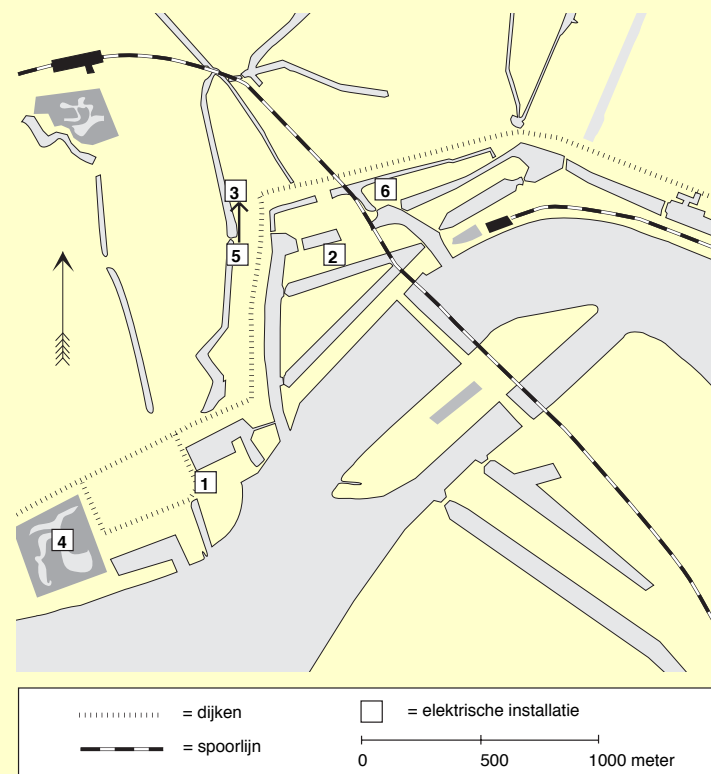 3
6
5
2
1
4
= dijken
= elektrische installatie
= spoorlijn
0 500 1000 meter